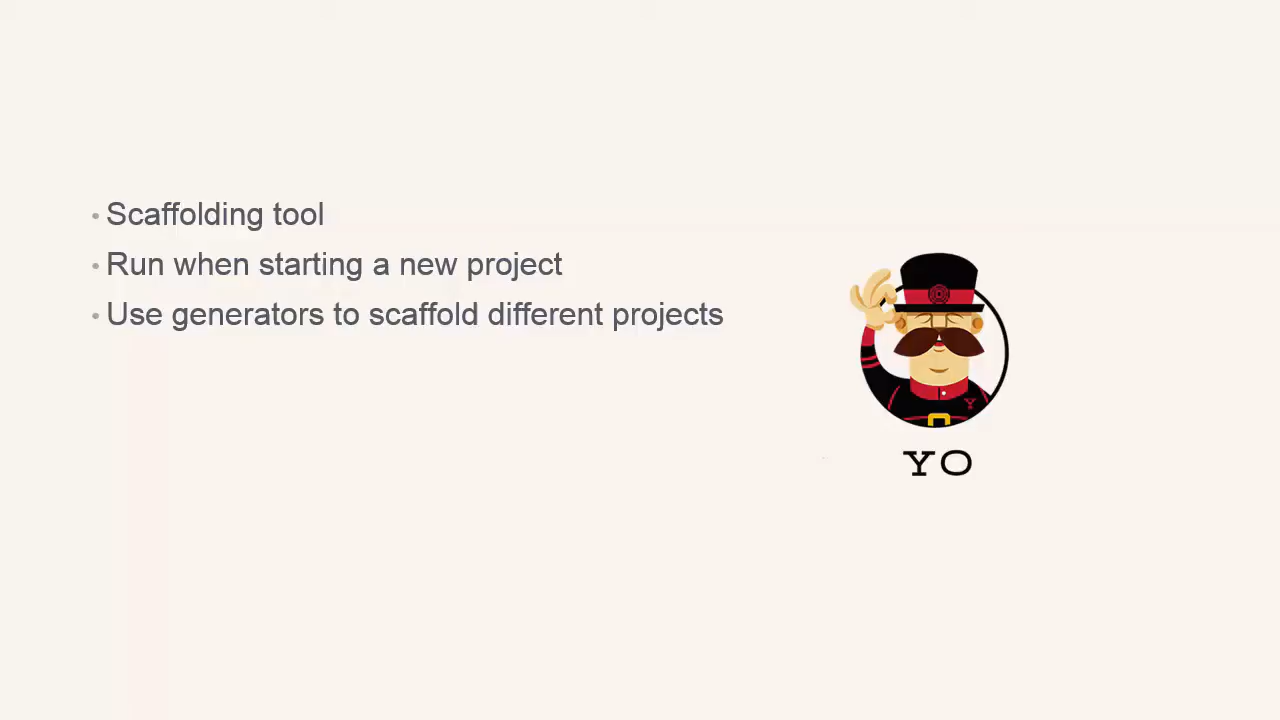 • Scaffolding tool
• Run when starting a new project
• Use generators to scaffold different projects
YO